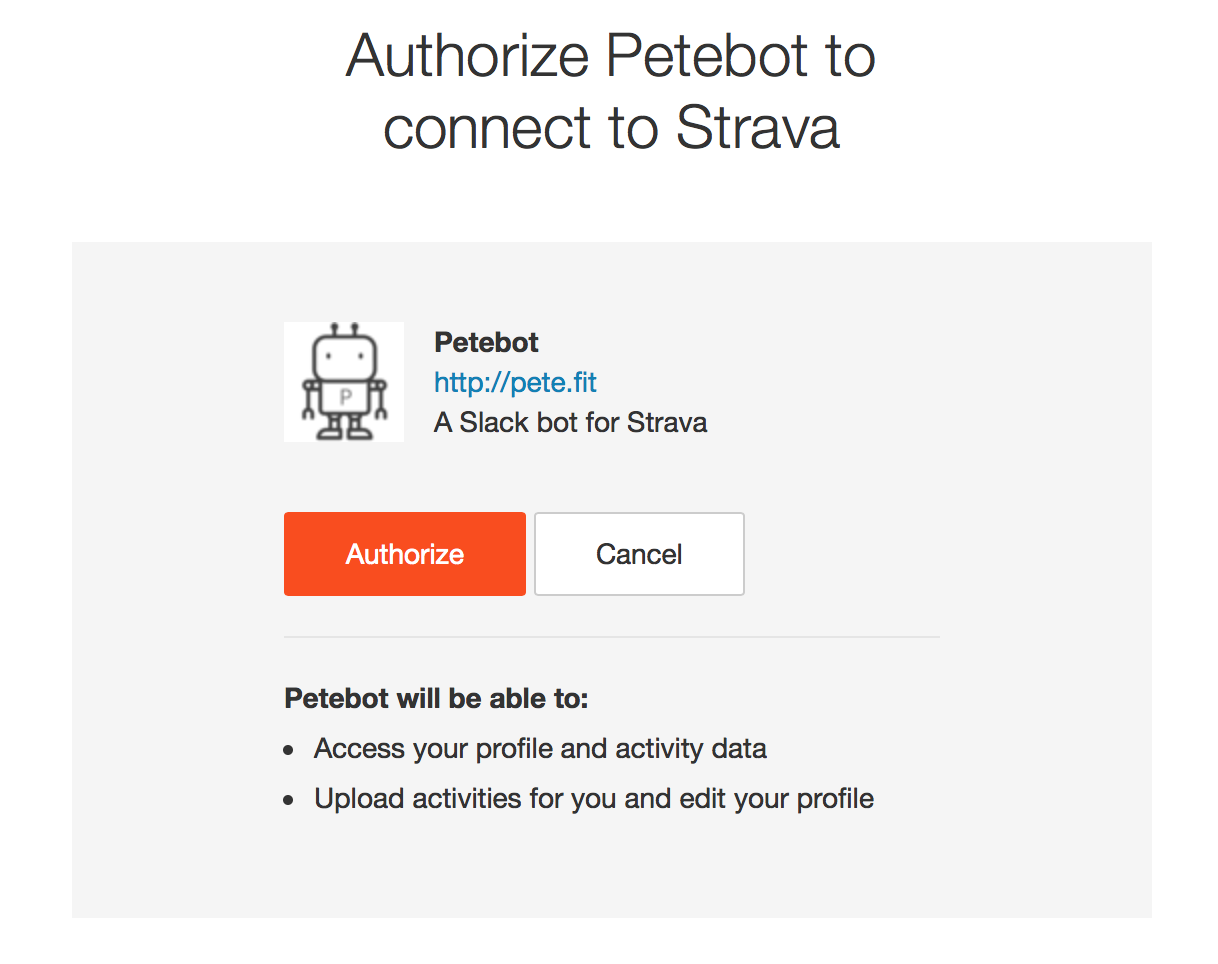 Authorize Petebot to
connect to Strava
P
Petebot
http://pete.fit
A Slack bot for Strava
Authorize
Cancel
Petebot will be able to:
• Access your profile and activity data
• Upload activities for you and edit your profile